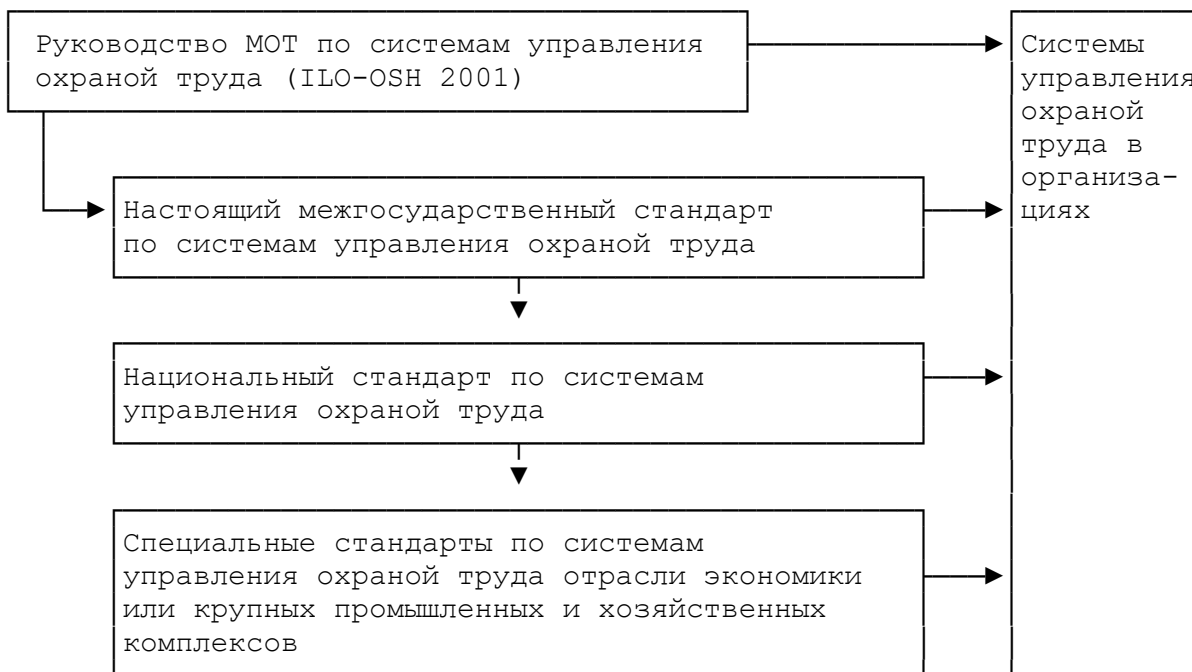 Руководство МОТ по системам управления
охраной труда (ILO-OSH 2001)
Системы
управления
охраной
труда в
организа-
циях
Настоящий межгосударственный стандарт
по системам управления охраной труда
Национальный стандарт по системам
управления охраной труда
Специальные стандарты по системам
управления охраной труда отрасли экономики
или крупных промышленных и хозяйственных
комплексов